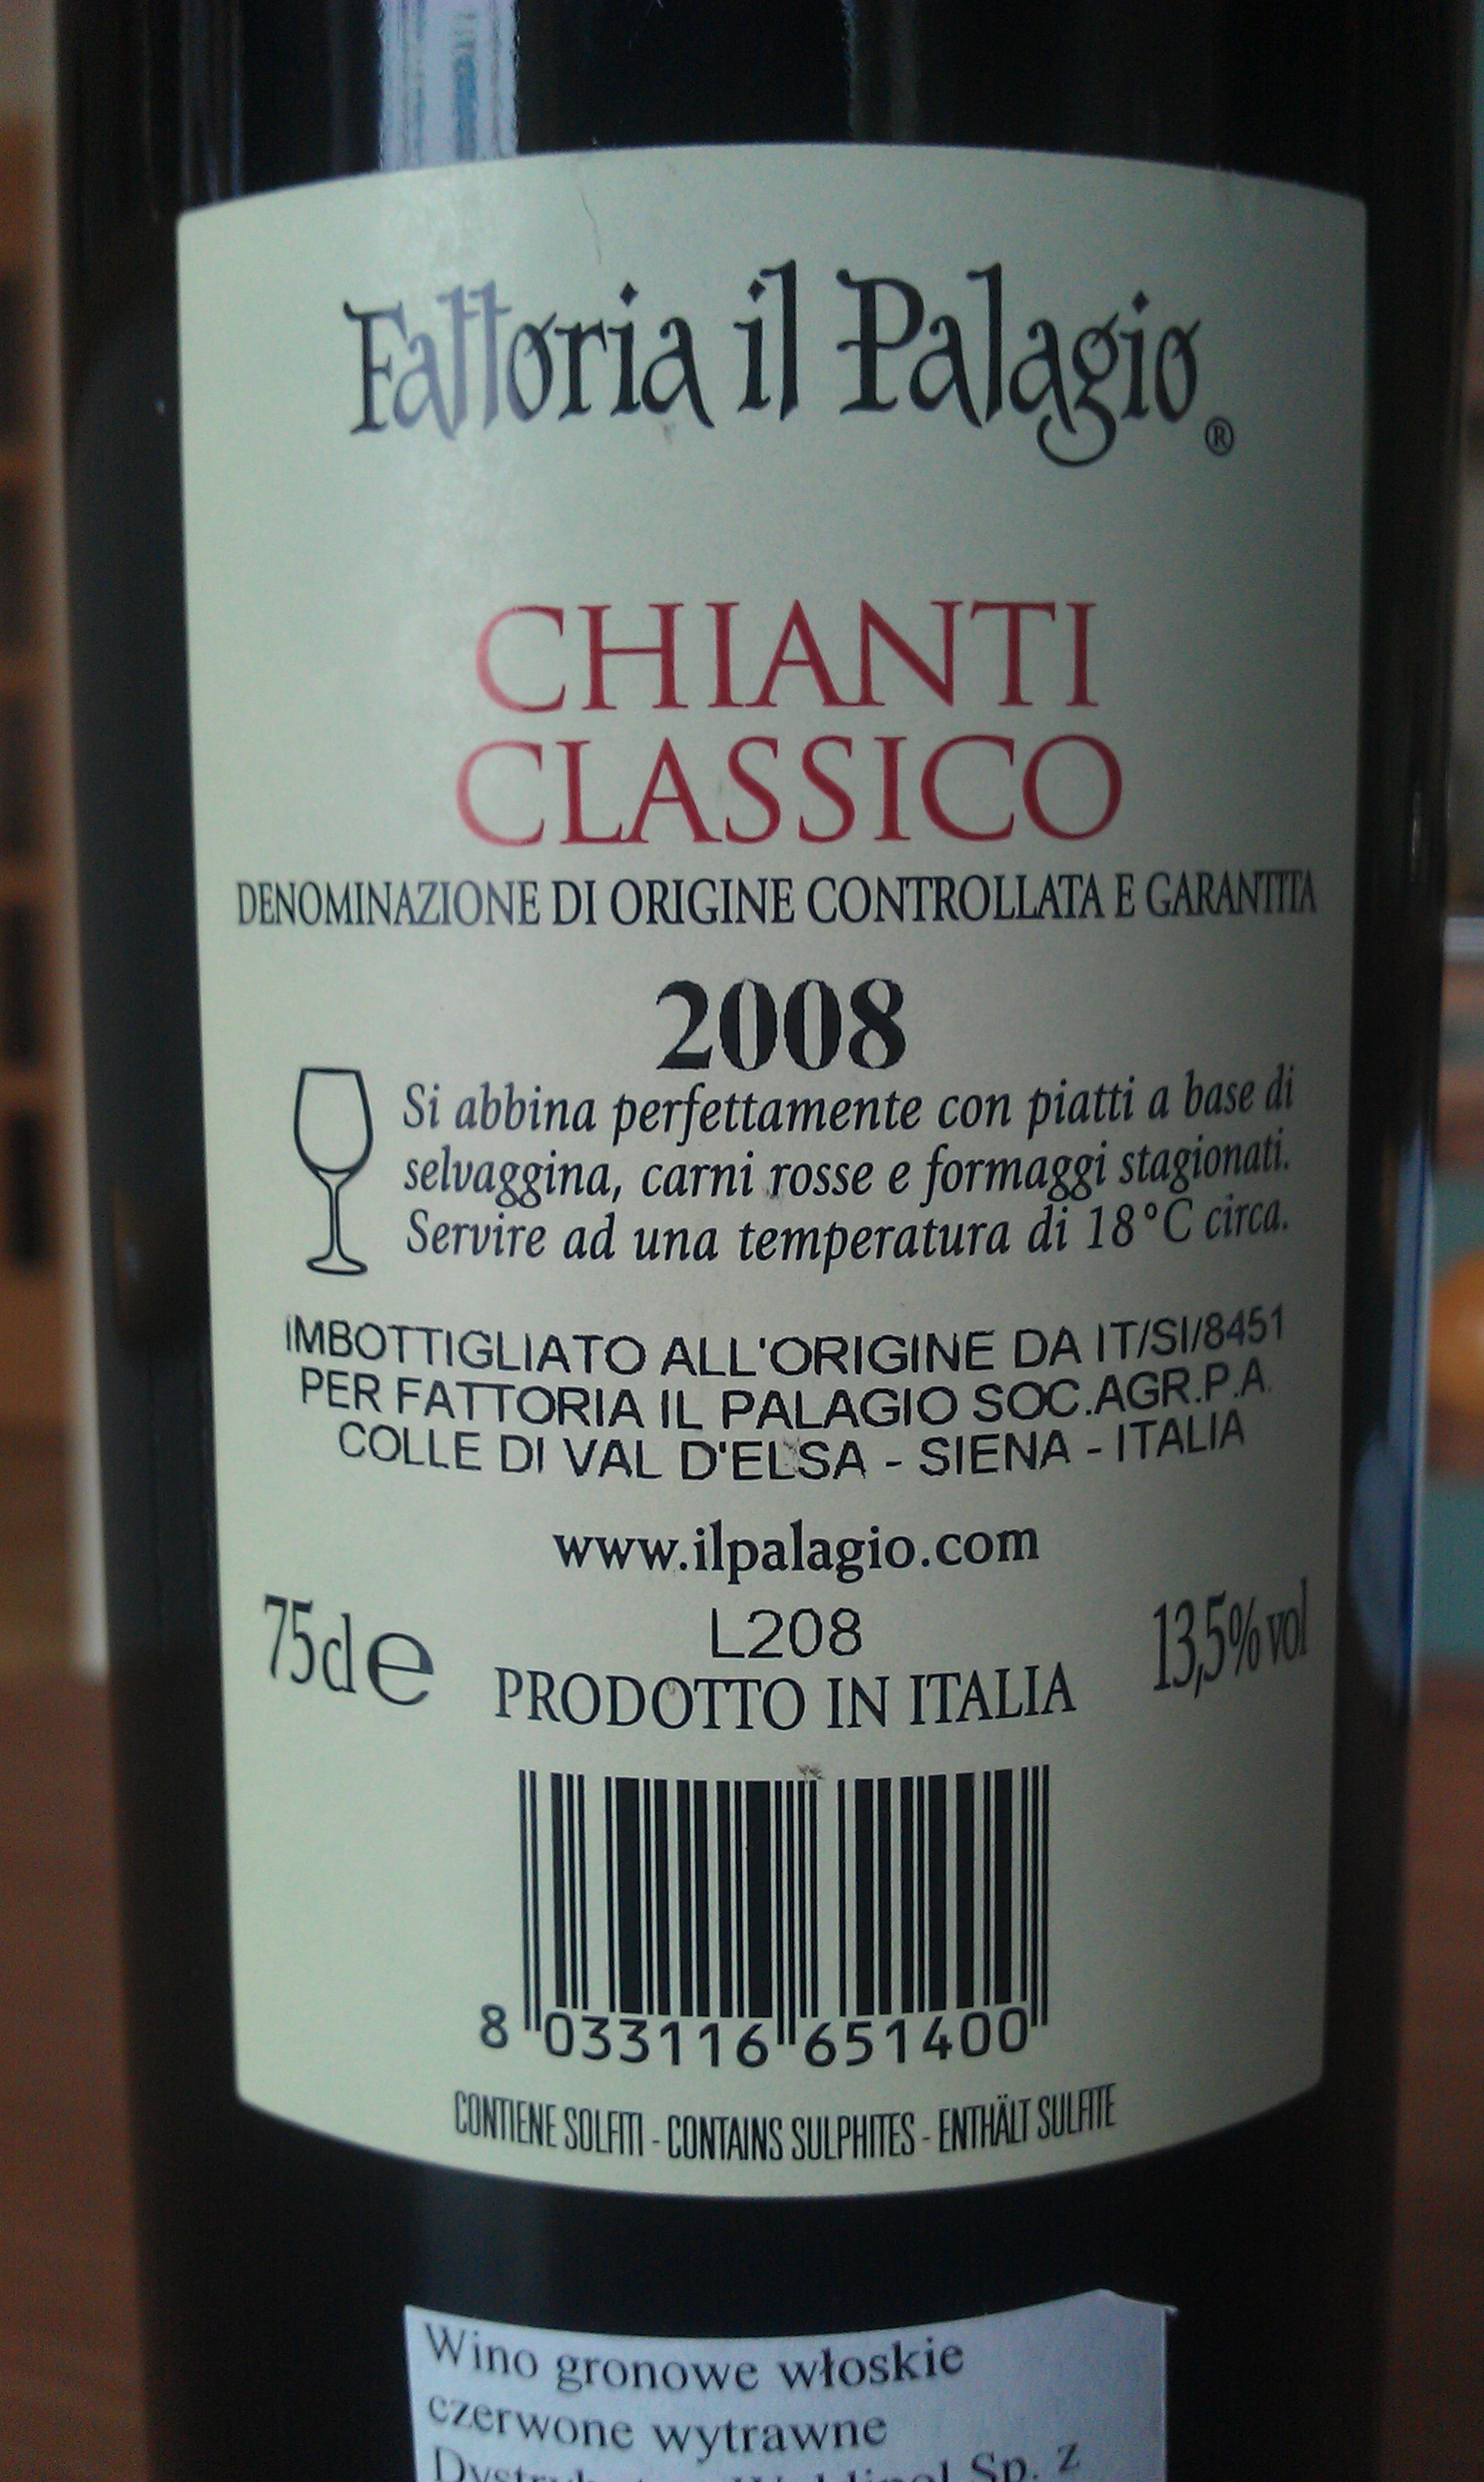 Fattoria il Palagio®
CHIANTI
CLASSICO
DENOMINAZIONE DI ORIGINE CONTROLLATA E GARANTITA
2008
Si abbina perfettamente con piatti a base di
selvaggina, carni rosse e formaggi stagionati.
Servire ad una temperatura di 18°C circa.
IMBOTTIGLIATO ALL'ORIGINE DA IT/SI/8451
PER FATTORIA IL PALAGIO SOC.AGR.P.A.
COLLE DI VAL D'ELSA - SIENA - ITALIA
www.ilpalagio.com
75cl e
L208
13,5% vol
PRODOTTO IN ITALIA
8 033116 651400
CONTIENE SOLFITI - CONTAINS SULPHITES - ENTHÄLT SULFITE
Wino gronowe włoskie
czerwone wytrawne
Sp. z